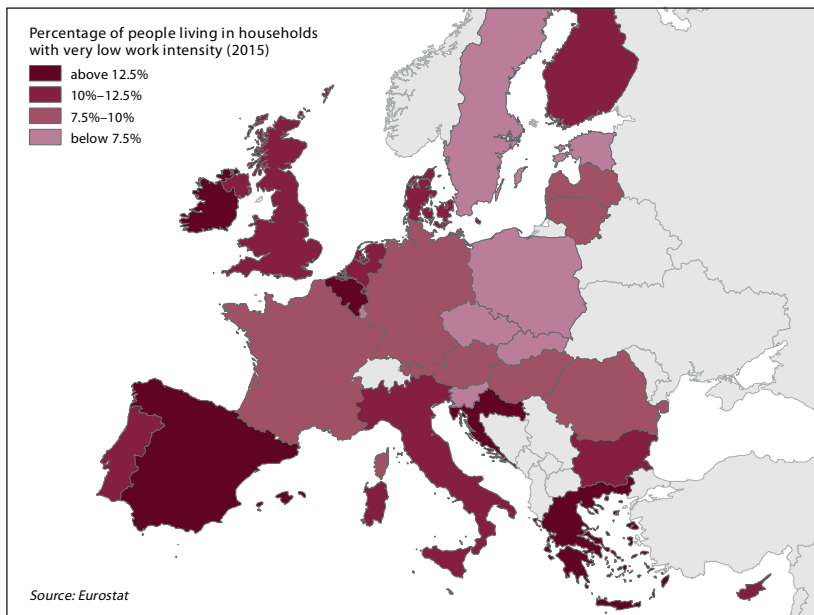 Percentage of people living in households
with very low work intensity (2015)
above 12.5%
10%–12.5%
7.5%–10%
below 7.5%
Source: Eurostat